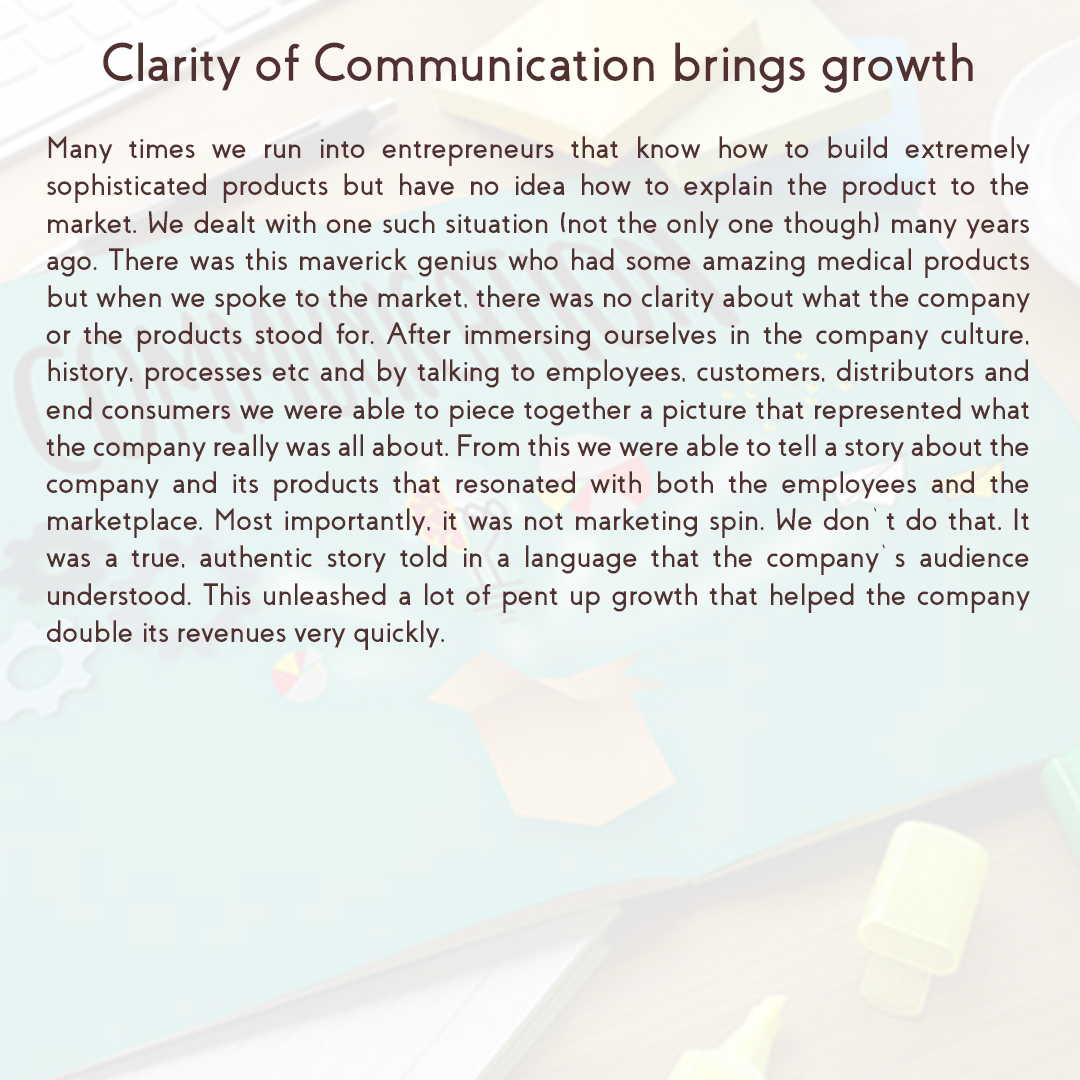 Clarity of Communication brings growth
Many times we run into entrepreneurs that know how to build extremely
sophisticated products but have no idea how to explain the product to the
market. We dealt with one such situation (not the only one though) many years
ago. There was this maverick genius who had some amazing medical products
but when we spoke to the market, there was no clarity about what the company
or the products stood for. After immersing ourselves in the company culture,
history, processes etc and by talking to employees, customers, distributors and
end consumers we were able to piece together a picture that represented what
the company really was all about. From this we were able to tell a story about the
company and its products that resonated with both the employees and the
marketplace. Most importantly, it was not marketing spin. We don`t do that. It
was a true, authentic story told in a language that the company`s audience
understood. This unleashed a lot of pent up growth that helped the company
double its revenues very quickly.
COMMUNICATION